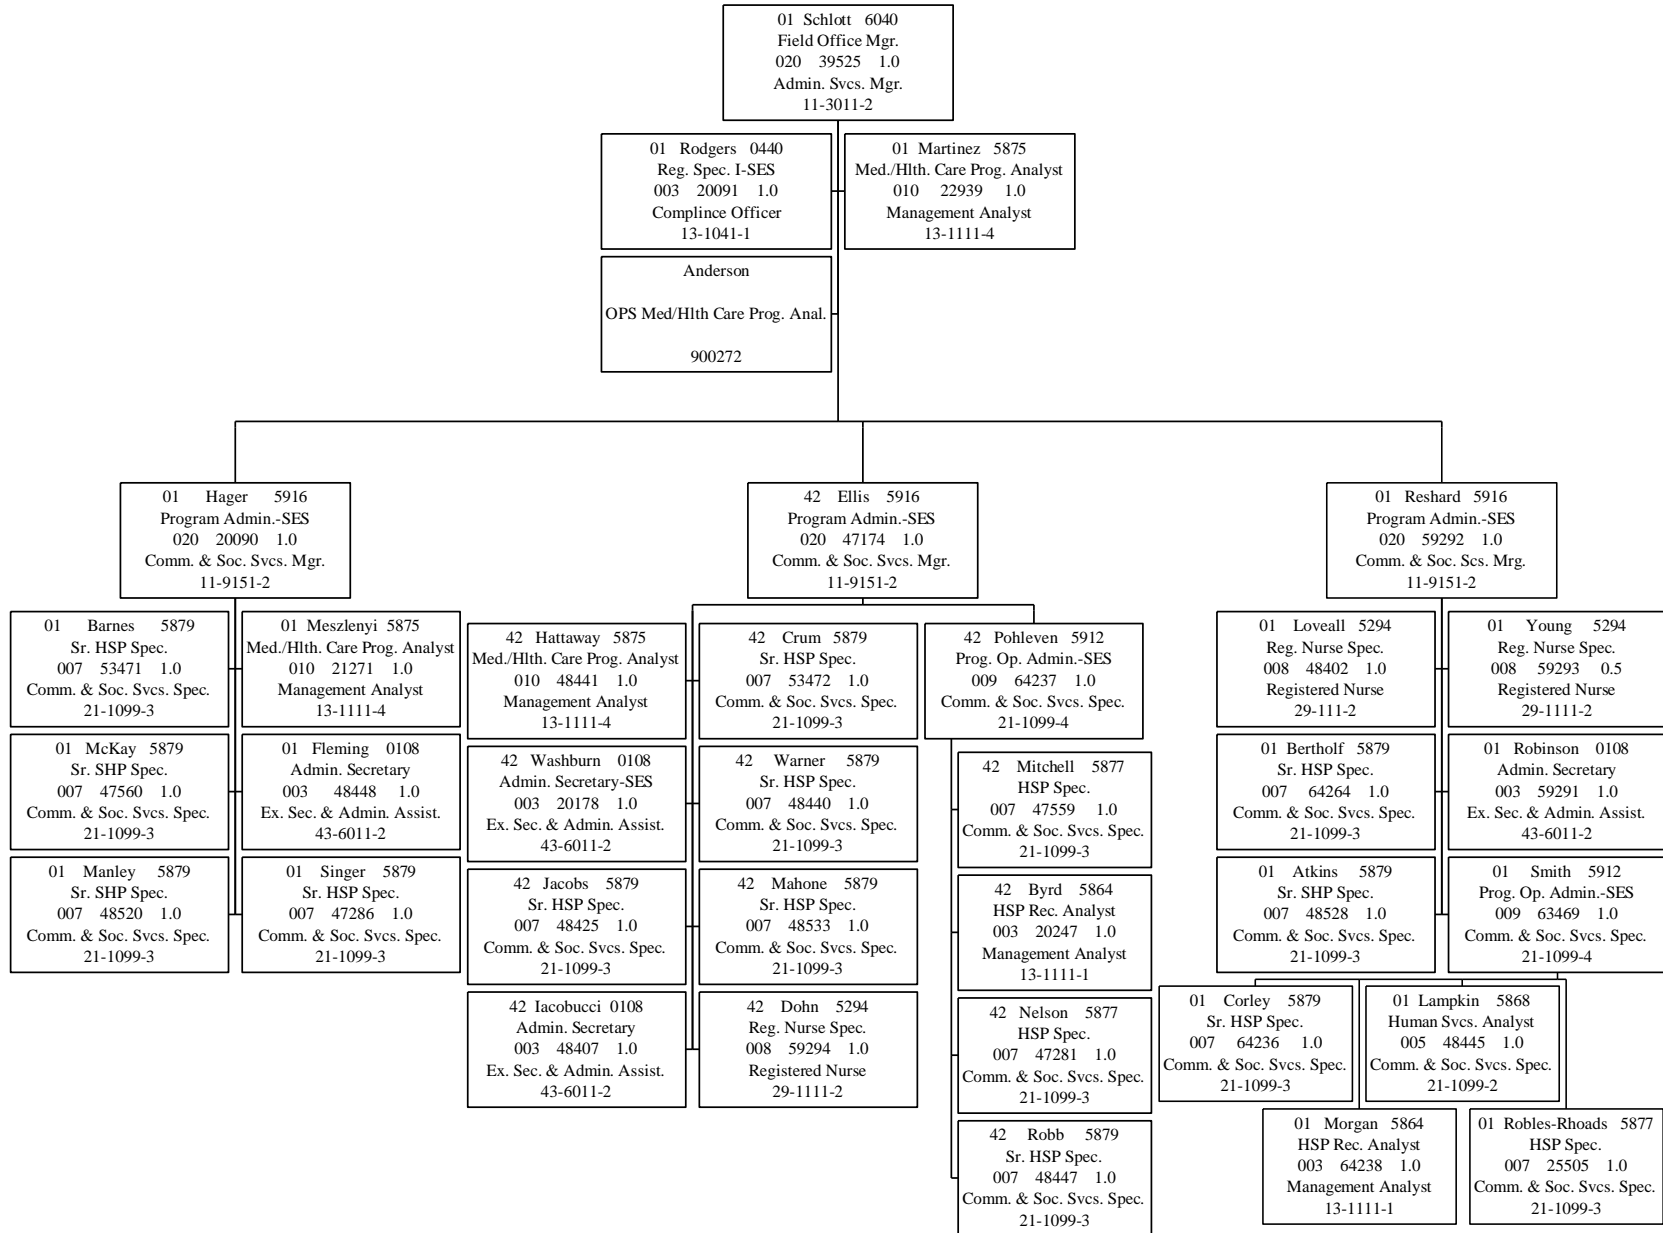 01 Schlott 6040
Field Office Mgr.
020 39525 1.0
Admin. Svcs. Mgr.
11-3011-2
01 Rodgers 0440
Reg. Spec. I-SES
003 20091 1.0
Complince Officer
13-1041-1
01 Martinez 5875
Med./Hlth. Care Prog. Analyst
010 22939 1.0
Management Analyst
13-1111-4
Anderson
OPS Med/Hlth Care Prog. Anal.
900272
01 Hager 5916
Program Admin.-SES
020 20090 1.0
Comm. & Soc. Svcs. Mgr.
11-9151-2
42 Ellis 5916
Program Admin.-SES
020 47174 1.0
Comm. & Soc. Svcs. Mgr.
11-9151-2
01 Reshard 5916
Program Admin.-SES
020 59292 1.0
Comm. & Soc. Scs. Mrg.
11-9151-2
01 Barnes 5879
Sr. HSP Spec.
007 53471 1.0
Comm. & Soc. Svcs. Spec.
21-1099-3
01 Meszlenyi 5875
Med./Hlth. Care Prog. Analyst
010 21271 1.0
Management Analyst
13-1111-4
01 McKay 5879
Sr. SHP Spec.
007 47560 1.0
Comm. & Soc. Svcs. Spec.
21-1099-3
01 Fleming 0108
Admin. Secretary
003 48448 1.0
Ex. Sec. & Admin. Assist.
43-6011-2
01 Manley 5879
Sr. SHP Spec.
007 48520 1.0
Comm. & Soc. Svcs. Spec.
21-1099-3
01 Singer 5879
Sr. HSP Spec.
007 47286 1.0
Comm. & Soc. Svcs. Spec.
21-1099-3
42 Hattaway 5875
Med./Hlth. Care Prog. Analyst
010 48441 1.0
Management Analyst
13-1111-4
42 Crum 5879
Sr. HSP Spec.
007 53472 1.0
Comm. & Soc. Svcs. Spec.
21-1099-3
42 Pohleven 5912
Prog. Op. Admin.-SES
009 64237 1.0
Comm. & Soc. Svcs. Spec.
21-1099-4
42 Washburn 0108
Admin. Secretary-SES
003 20178 1.0
Ex. Sec. & Admin. Assist.
43-6011-2
42 Warner 5879
Sr. HSP Spec.
007 48440 1.0
Comm. & Soc. Svcs. Spec.
21-1099-3
42 Mitchell 5877
HSP Spec.
007 47559 1.0
Comm. & Soc. Svcs. Spec.
21-1099-3
42 Jacobs 5879
Sr. HSP Spec.
007 48425 1.0
Comm. & Soc. Svcs. Spec.
21-1099-3
42 Mahone 5879
Sr. HSP Spec.
007 48533 1.0
Comm. & Soc. Svcs. Spec.
21-1099-3
42 Byrd 5864
HSP Rec. Analyst
003 20247 1.0
Management Analyst
13-1111-1
42 Iacobucci 0108
Admin. Secretary
003 48407 1.0
Ex. Sec. & Admin. Assist.
43-6011-2
42 Dohn 5294
Reg. Nurse Spec.
008 59294 1.0
Registered Nurse
29-1111-2
42 Nelson 5877
HSP Spec.
007 47281 1.0
Comm. & Soc. Svcs. Spec.
21-1099-3
42 Robb 5879
Sr. HSP Spec.
007 48447 1.0
Comm. & Soc. Svcs. Spec.
21-1099-3
01 Loveall 5294
Reg. Nurse Spec.
008 48402 1.0
Registered Nurse
29-111-2
01 Young 5294
Reg. Nurse Spec.
008 59293 0.5
Registered Nurse
29-1111-2
01 Bertholf 5879
Sr. HSP Spec.
007 64264 1.0
Comm. & Soc. Svcs. Spec.
21-1099-3
01 Robinson 0108
Admin. Secretary
003 59291 1.0
Ex. Sec. & Admin. Assist.
43-6011-2
01 Atkins 5879
Sr. SHP Spec.
007 48528 1.0
Comm. & Soc. Svcs. Spec.
21-1099-3
01 Smith 5912
Prog. Op. Admin.-SES
009 63469 1.0
Comm. & Soc. Svcs. Spec.
21-1099-4
01 Corley 5879
Sr. HSP Spec.
007 64236 1.0
Comm. & Soc. Svcs. Spec.
21-1099-3
01 Lampkin 5868
Human Svcs. Analyst
005 48445 1.0
Comm. & Soc. Svcs. Spec.
21-1099-2
01 Morgan 5864
HSP Rec. Analyst
003 64238 1.0
Management Analyst
13-1111-1
01 Robles-Rhoads 5877
HSP Spec.
007 25505 1.0
Comm. & Soc. Svcs. Spec.
21-1099-3